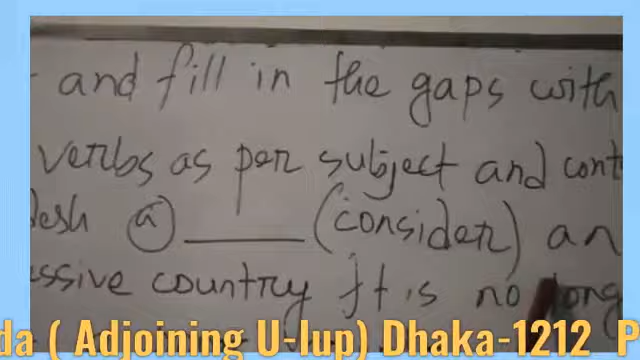 - and fill in the gaps with
verbs as per subject and cont
desh (a) ______ (consider) an
essive country It is no long
da ( Adjoining U-lup) Dhaka-1212 P